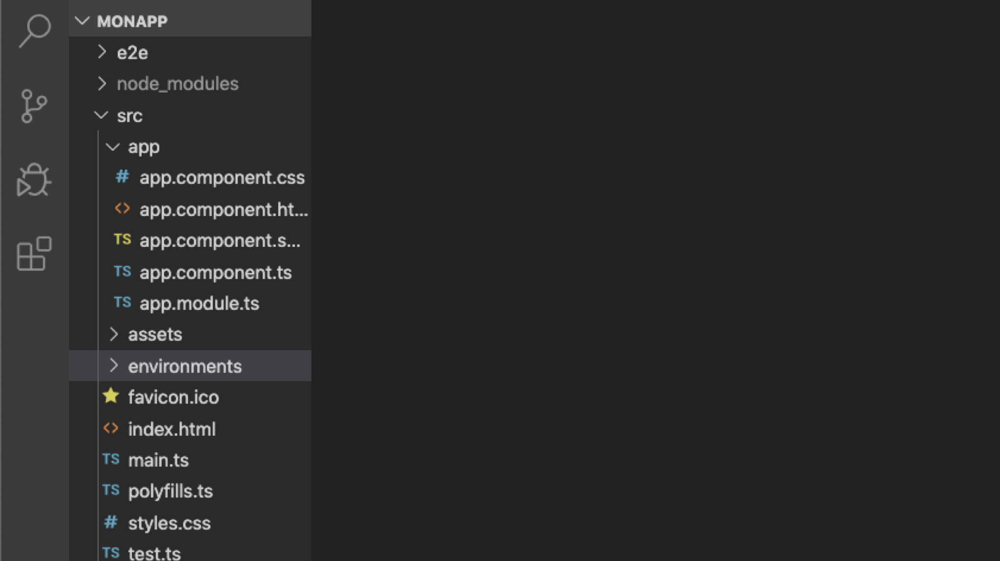 MONAPP
e2e
node_modules
src
app
# app.component.css
<> app.component.ht...
TS app.component.s...
TS app.component.ts
TS app.module.ts
assets
environments
favicon.ico
<> index.html
TS main.ts
TS polyfills.ts
# styles.css
TS test.ts